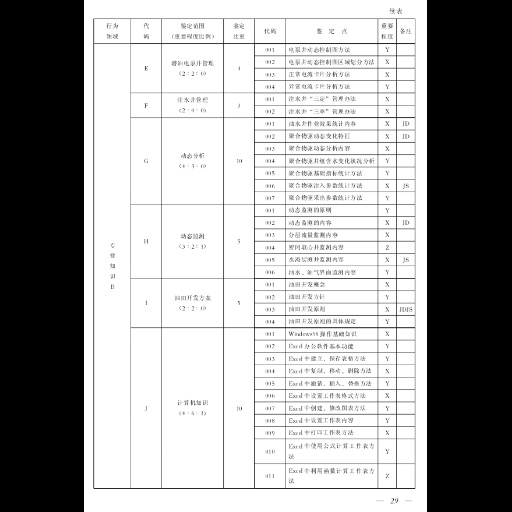 续表
行为领域 代码 鉴定范围（重要程度比例） 鉴定比重 代码 鉴 定 点 重要程度 备注
专业知识B
E 潜油电泵井管理（2：2：0） 4
001 电泵井动态控制图方法 Y
002 电泵井动态控制图区域划分方法 X
003 正常电流卡片分析方法 X
004 异常电流卡片分析方法 Y
F 注水井管理（2：0：0） 3
001 注水井“三定”管理办法 X
002 注水井“三率”管理办法 X
G 动态分析（4：3：0） 10
001 油水井作业效果统计内容 X JD
002 聚合物驱动态变化特征 X JD
003 聚合物驱动态分析内容 X
004 聚合物驱井组含水变化状况分析 Y
005 聚合物驱基础指标统计方法 Y
006 聚合物驱注入参数统计方法 X JS
007 聚合物驱采出参数统计方法 Y
H 动态监测（3：2：1） 5
001 动态监测的原则 Y
002 动态监测的内容 X JD
003 分层流量监测内容 X
004 密闭取心井监测内容 Z
005 水淹层测井监测内容 X JS
006 油水、油气界面监测内容 Y
I 油田开发方案（2：2：0） 5
001 油田开发概念 X
002 油田开发方针 Y
003 油田开发原则 X JD|JS
004 油田开发原则的具体规定 Y
J 计算机知识（4：6：1） 10
001 Windows98操作基础知识 X
002 Excel办公软件基本功能 Y
003 Excel中建立、保存表格方法 Y
004 Excel中复制、移动、删除方法 X
005 Excel中撤销、插入、替换方法 Y
006 Excel中设置工作表格式方法 X
007 Excel中创建、修改图表方法 Y
008 Excel中设置工作表内容 Y
009 Excel中打印工作表方法 X
010 Excel中使用公式计算工作表方法 Y
011 Excel中利用函数计算工作表方法 Z
— 29 —